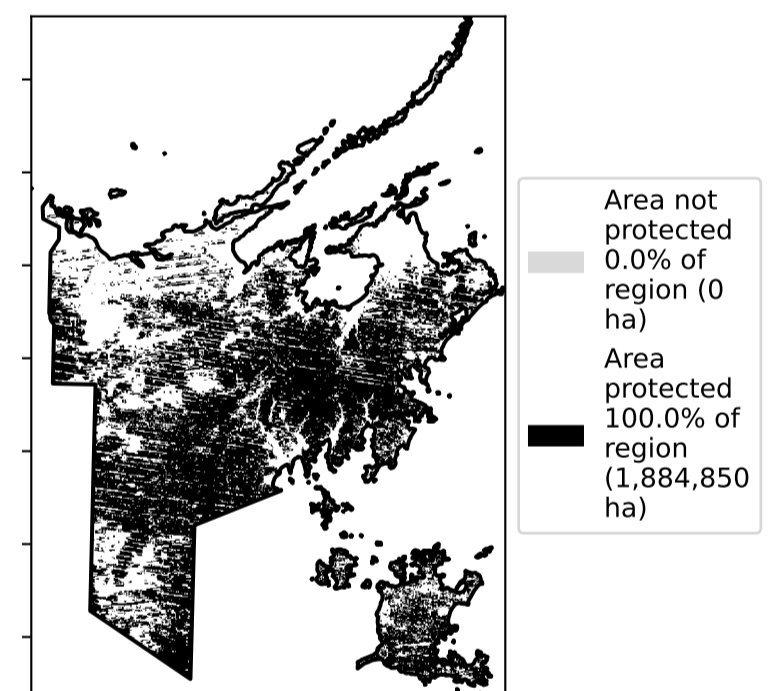 Area not
protected
0.0% of
region (0
ha)
Area
protected
100.0% of
region
(1,884,850
ha)